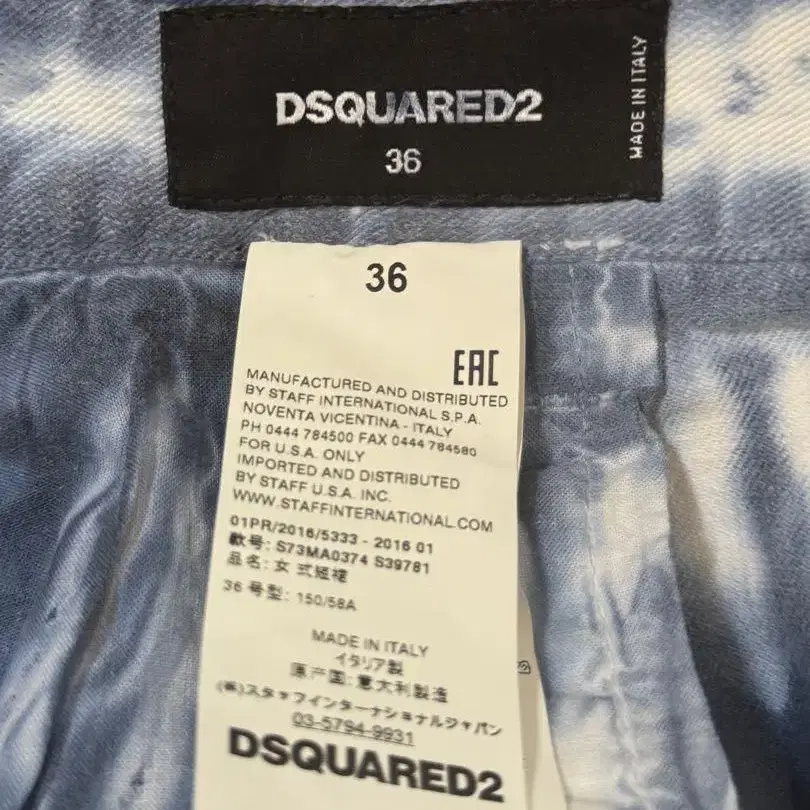 DSQUARED2
36
MADE IN ITALY
36
EAC
MANUFACTURED AND DISTRIBUTED
BY STAFF INTERNATIONAL S.P.A.
NOVENTA VICENTINA - ITALY
PH 0444 784500 FAX 0444 784580
FOR U.S.A. ONLY
IMPORTED AND DISTRIBUTED
BY STAFF U.S.A. INC.
WWW.STAFFINTERNATIONAL.COM
01PR/2016/5333 - 2016 01
款号: S73MA0374 S39781
品名: 女式短裙
36 号型: 150/58A
MADE IN ITALY
イタリア製
原产国: 意大利製造
(株)スタッフインターナショナルジャパン
03-5794-9931
DSQUARED2